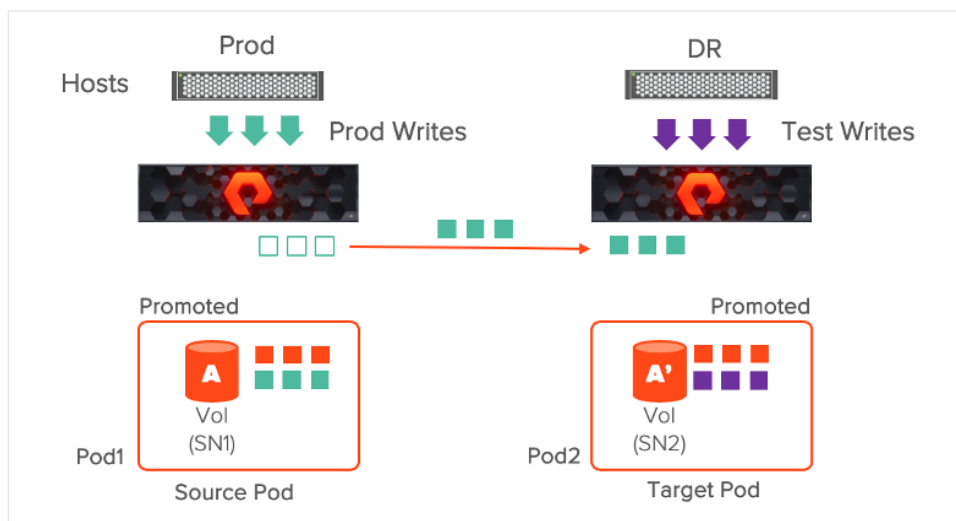 Prod
DR
Hosts
Prod Writes
Test Writes
Promoted
Promoted
A
A'
Vol
(SN1)
Vol
(SN2)
Pod1
Pod2
Source Pod
Target Pod